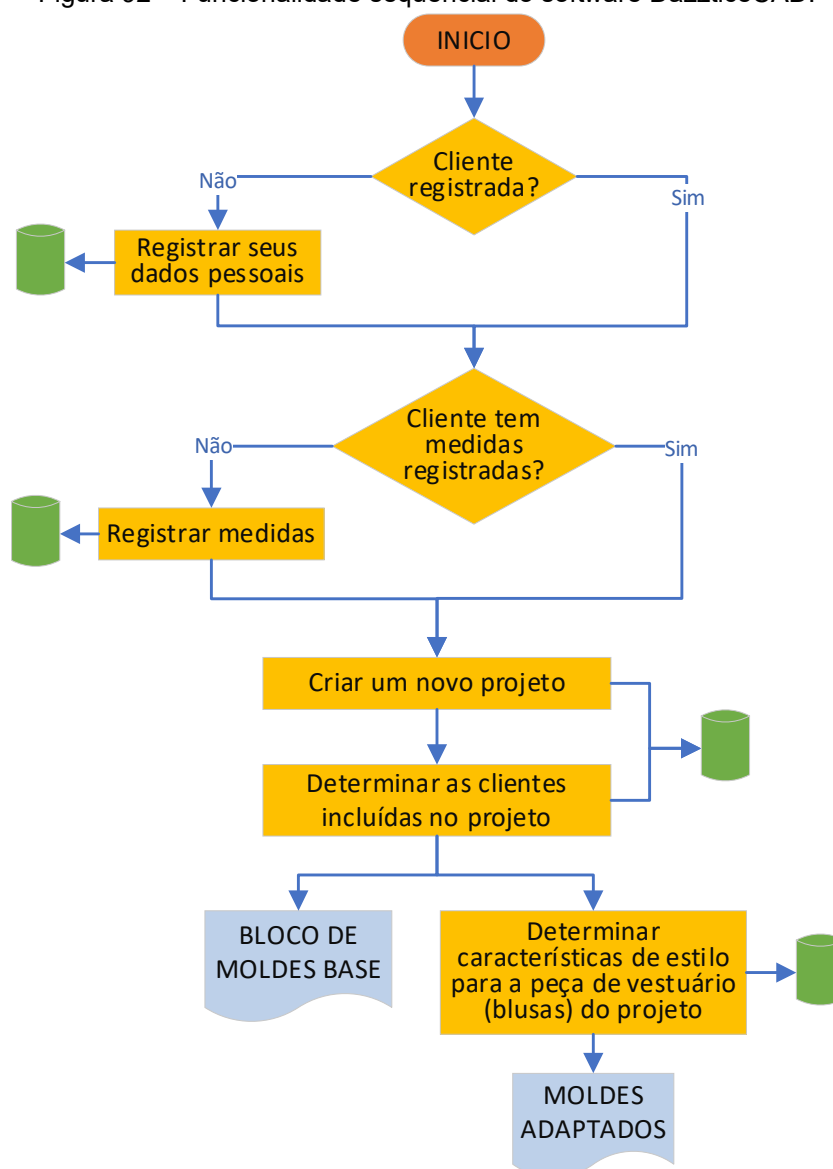 INICIO
Cliente
registrada?
Não
Sim
Registrar seus
dados pessoais
Cliente tem
medidas
registradas?
Não
Sim
Registrar medidas
Criar um novo projeto
Determinar as clientes
incluídas no projeto
BLOCO DE
MOLDES BASE
Determinar
características de estilo
para a peça de vestuário
(blusas) do projeto
MOLDES
ADAPTADOS